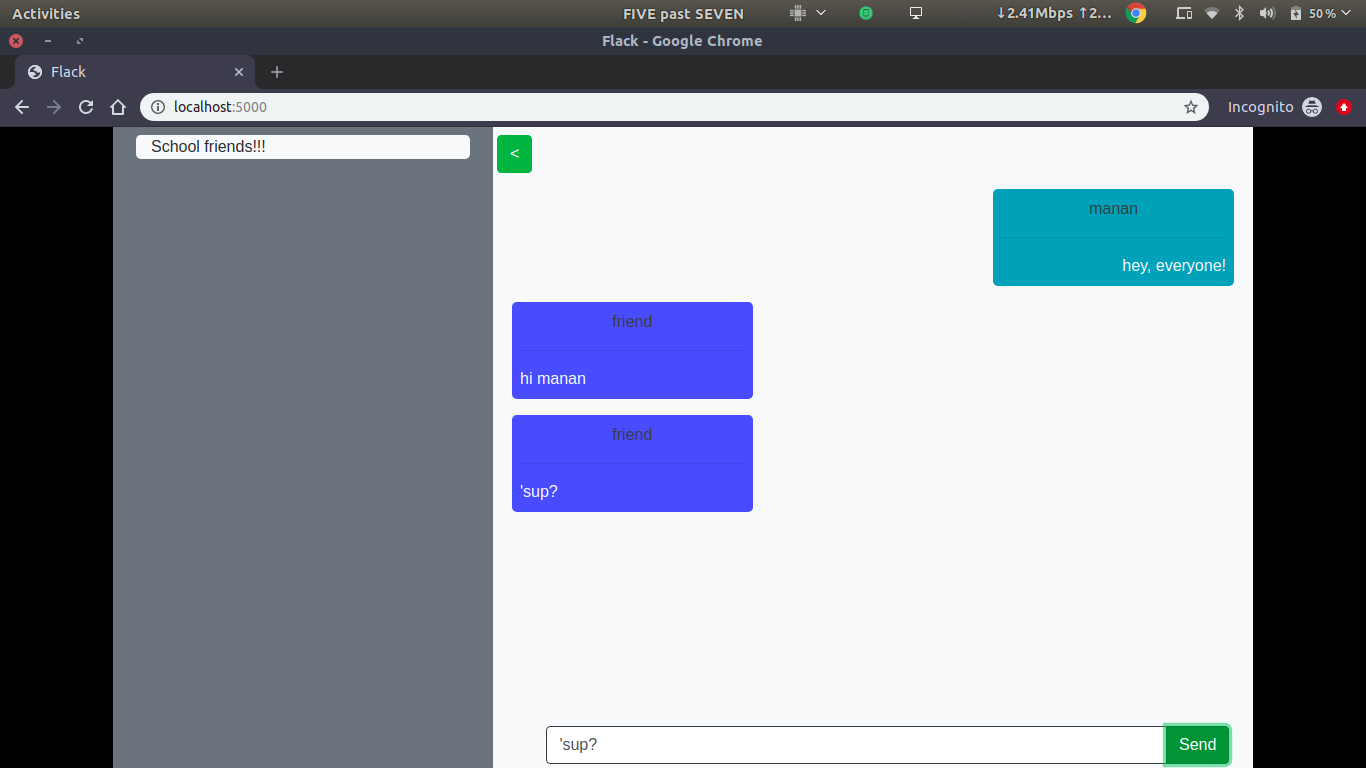 Activities FIVE past SEVEN ↓2.41Mbps ↑2... 50 %
Flack - Google Chrome
Flack
localhost:5000 Incognito
School friends!!!
<
manan
hey, everyone!
friend
hi manan
friend
'sup?
'sup? Send